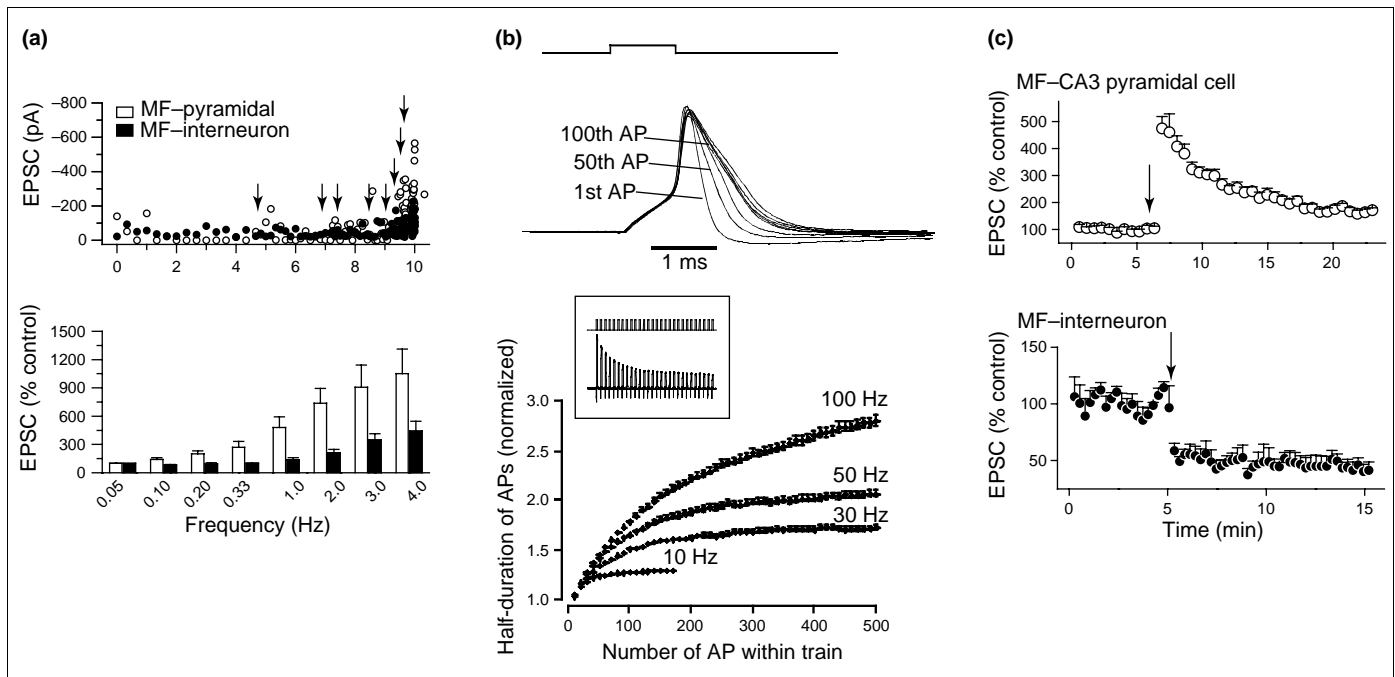 (a)
EPSC (pA)
–800
–600
–400
–200
0
MF–pyramidal
MF–interneuron
0 2 4 6 8 10
EPSC (% control)
1500
1200
900
600
300
0
0.05 0.10 0.20 0.33 1.0 2.0 3.0 4.0
Frequency (Hz)
(b)
100th AP
50th AP
1st AP
1 ms
Half-duration of APs (normalized)
3.0
2.5
2.0
1.5
1.0
100 Hz
50 Hz
30 Hz
10 Hz
0 100 200 300 400 500
Number of AP within train
(c)
MF–CA3 pyramidal cell
EPSC (% control)
500
400
300
200
100
0 5 10 15 20
MF–interneuron
EPSC (% control)
150
100
50
0 5 10 15
Time (min)